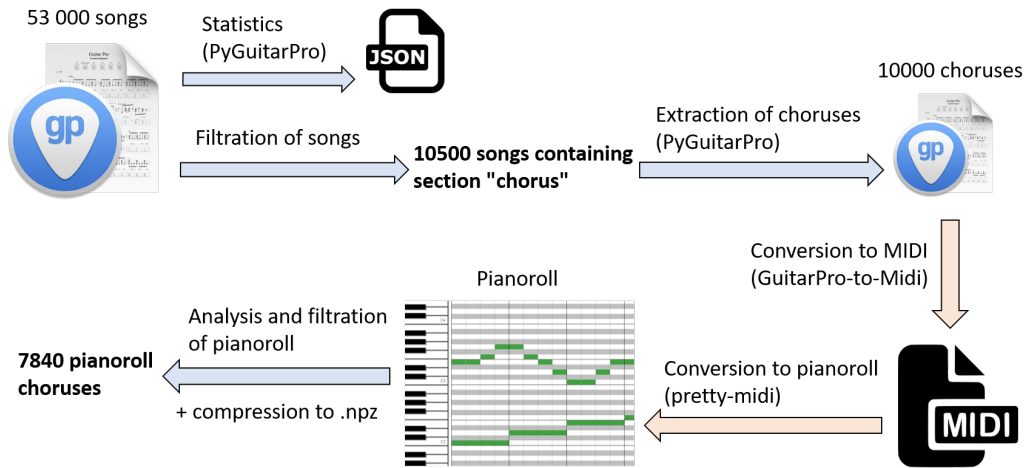 53 000 songs
Statistics
(PyGuitarPro)
JSON
10000 choruses
Guitar Pro
gp
Filtration of songs
10500 songs containing
section "chorus"
Extraction of choruses
(PyGuitarPro)
gp
Conversion to MIDI
(GuitarPro-to-Midi)
Pianoroll
Analysis and filtration
of pianoroll
7840 pianoroll
choruses
+ compression to .npz
Conversion to pianoroll
(pretty-midi)
MIDI